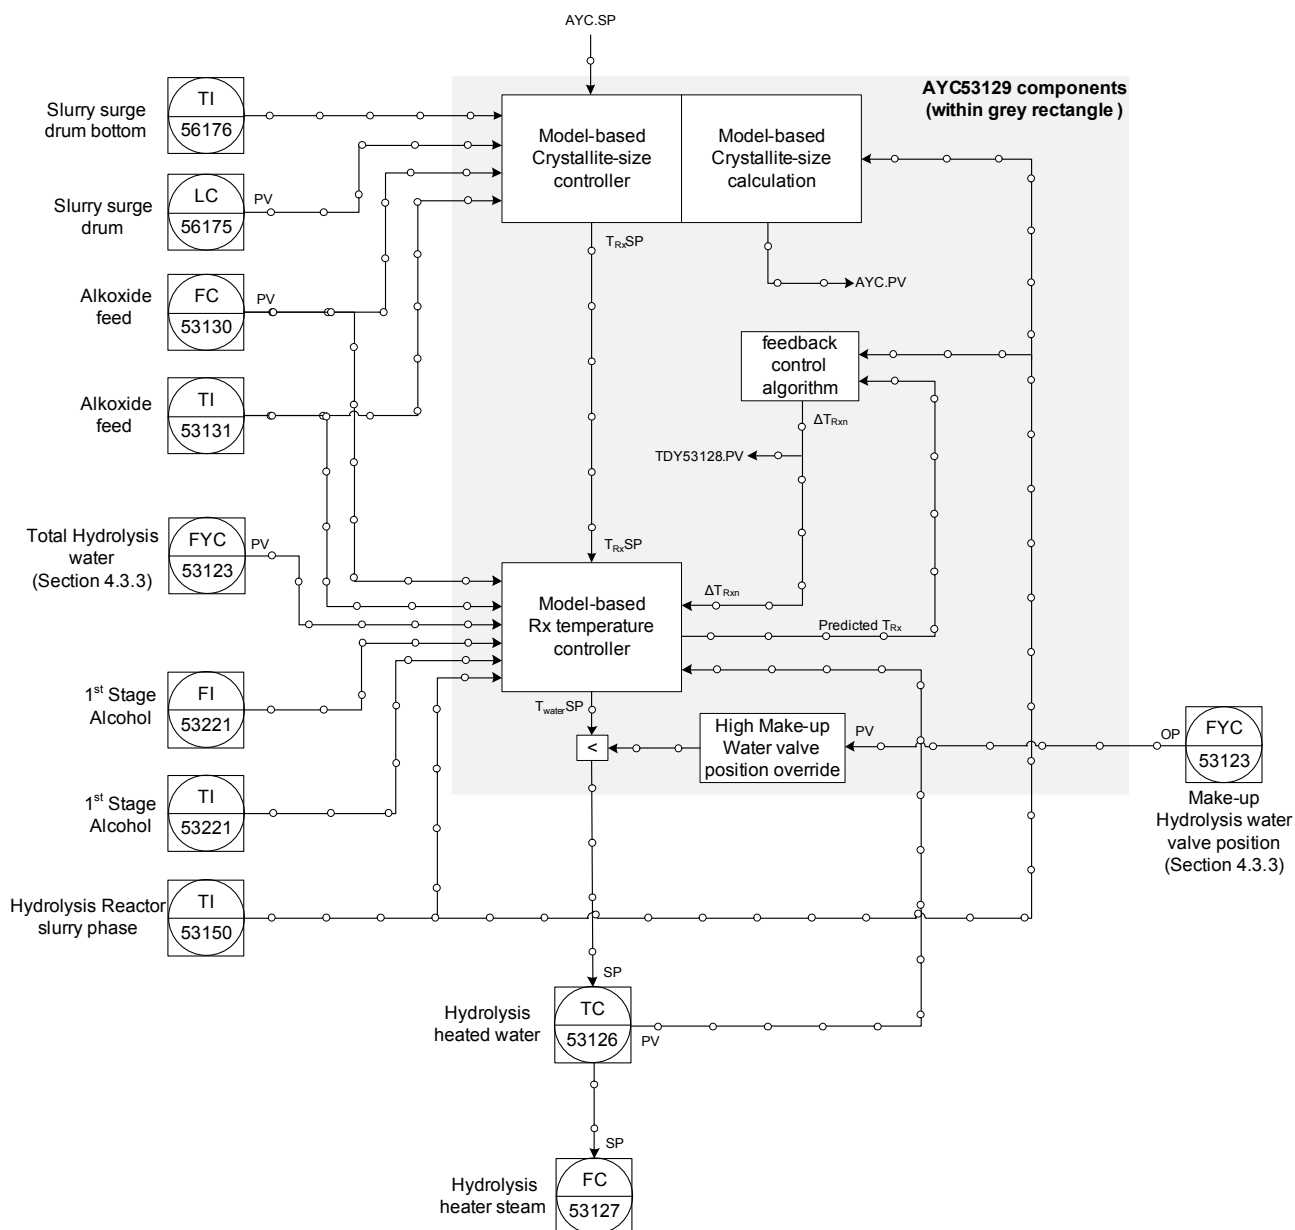 AYC.SP
AYC53129 components
(within grey rectangle )
Slurry surge
drum bottom
TI
56176
Model-based
Crystallite-size
controller
Model-based
Crystallite-size
calculation
Slurry surge
drum
LC
56175
PV
TRxSP
AYC.PV
Alkoxide
feed
FC
53130
PV
feedback
control
algorithm
Alkoxide
feed
TI
53131
ΔTRxn
TDY53128.PV
Total Hydrolysis
water
(Section 4.3.3)
FYC
53123
PV
TRxSP
Model-based
Rx temperature
controller
ΔTRxn
Predicted TRx
1st Stage
Alcohol
FI
53221
TwaterSP
<
High Make-up
Water valve
position override
PV
OP
FYC
53123
Make-up
Hydrolysis water
valve position
(Section 4.3.3)
1st Stage
Alcohol
TI
53221
Hydrolysis Reactor
slurry phase
TI
53150
SP
Hydrolysis
heated water
TC
53126
PV
SP
Hydrolysis
heater steam
FC
53127